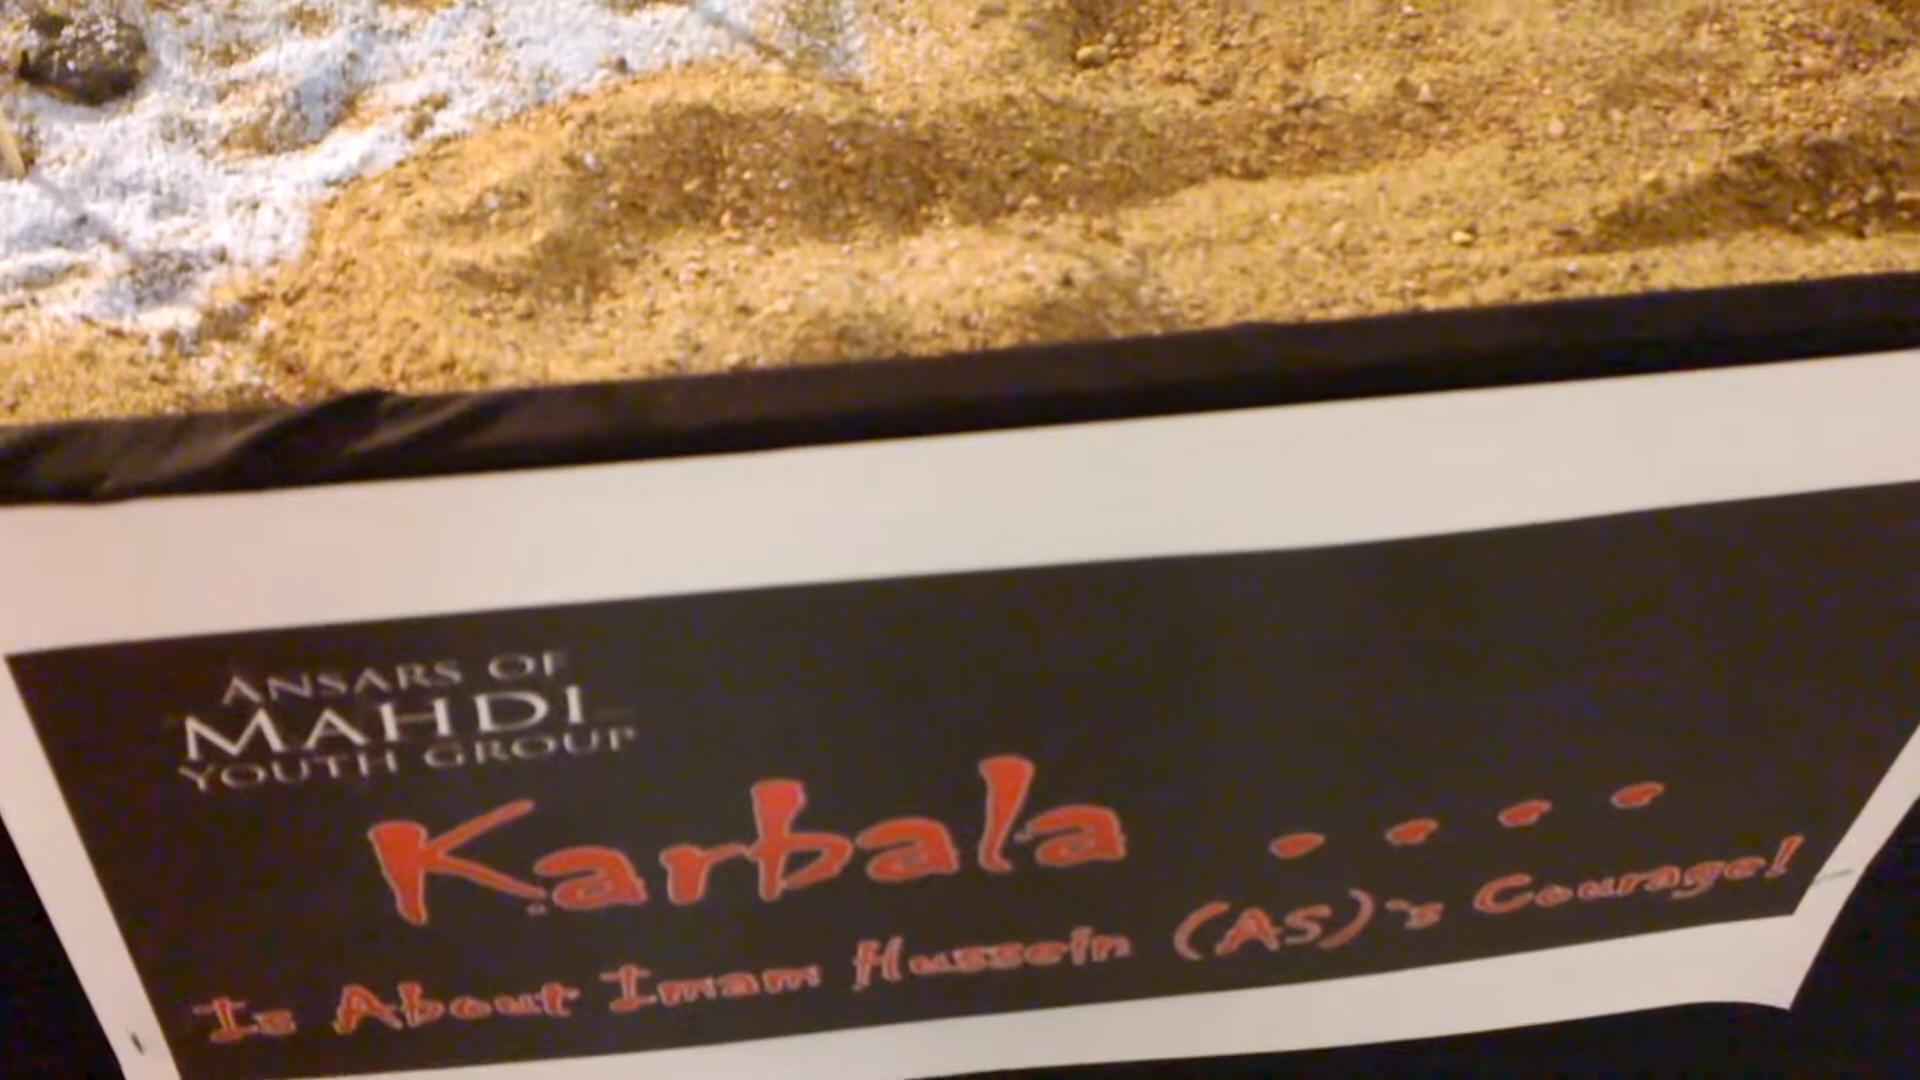 ANSARS OF
MAHDI
YOUTH GROUP
Karbala ....
Is About Imam Hussein (AS)'s Courage!